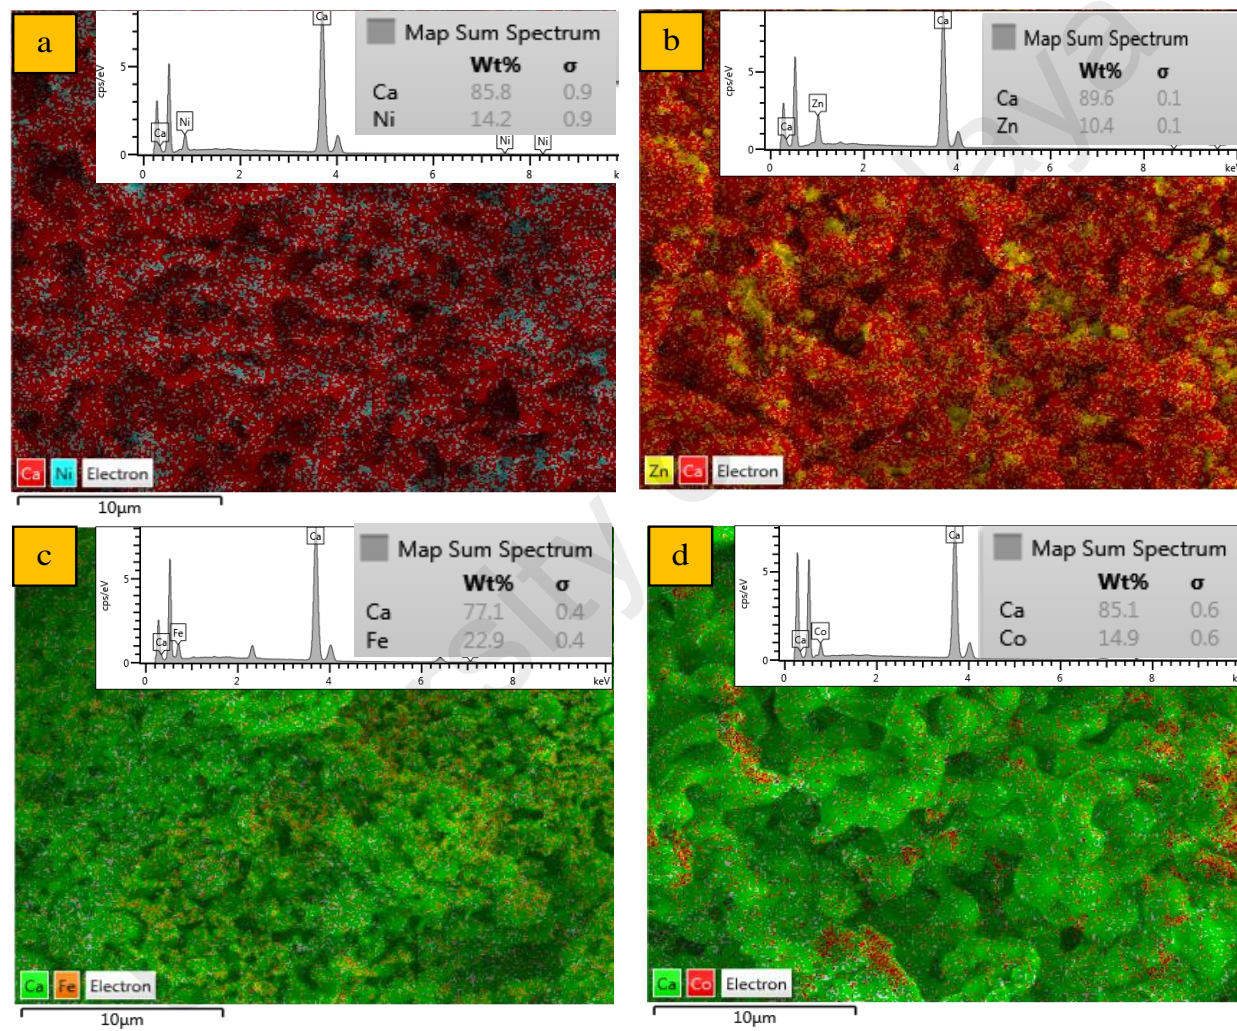 a
cps/eV
5
0
Ca
Ca
Ni
Ni
Ni
0
2
4
6
8
k
Map Sum Spectrum
Wt% σ
Ca 85.8 0.9
Ni 14.2 0.9
Ca Ni Electron
10µm
b
cps/eV
5
0
Ca
Ca
Zn
0
2
4
6
8
keV
Map Sum Spectrum
Wt% σ
Ca 89.6 0.1
Zn 10.4 0.1
Zn Ca Electron
c
cps/eV
5
0
Ca
Ca
Fe
0
2
4
6
8
keV
Map Sum Spectrum
Wt% σ
Ca 77.1 0.4
Fe 22.9 0.4
Ca Fe Electron
10µm
d
cps/eV
5
0
Ca
Ca
Co
0
2
4
6
8
ke
Map Sum Spectrum
Wt% σ
Ca 85.1 0.6
Co 14.9 0.6
Ca Co Electron
10µm